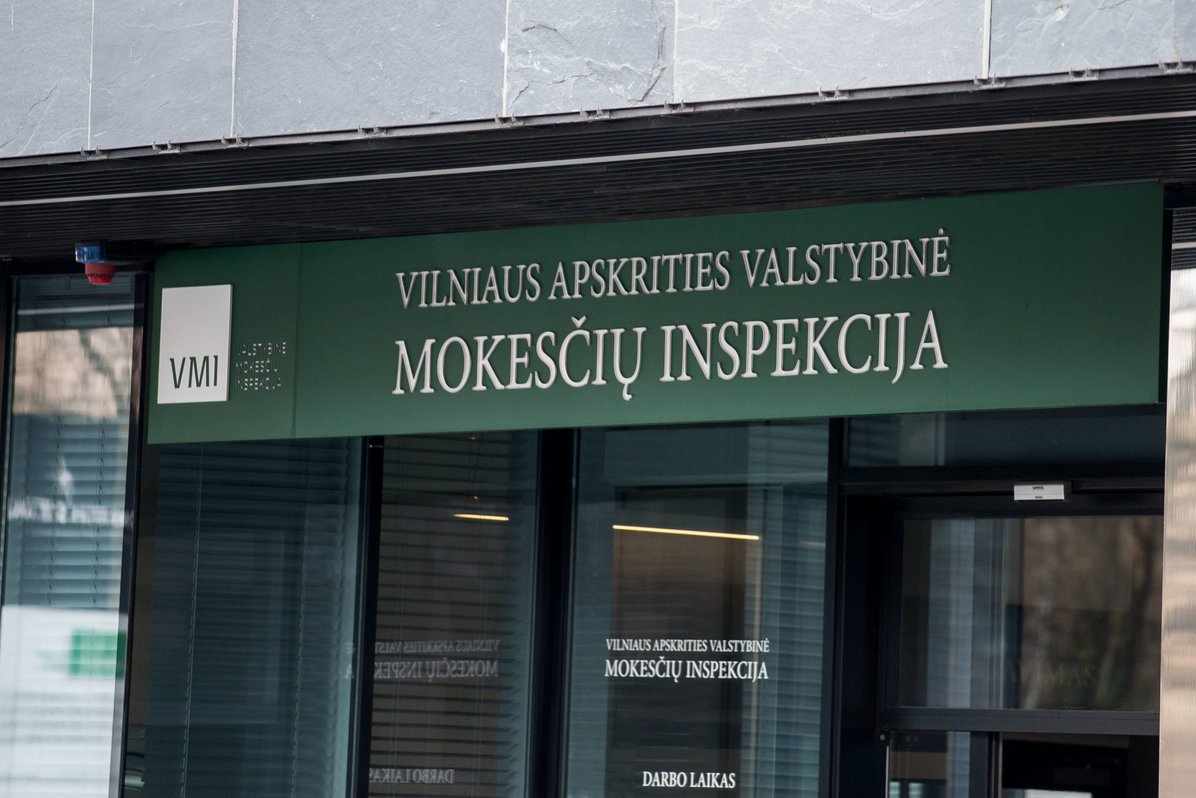 VILNIAUS APSKRITIES VALSTYBINĖ
MOKESČIŲ INSPEKCIJA
VMI
VALSTYBINĖ
MOKESČIŲ
INSPEKCIJA
VILNIAUS APSKRITIES VALSTYBINĖ
MOKESČIŲ INSPEKCIJA
DARBO LAIKAS